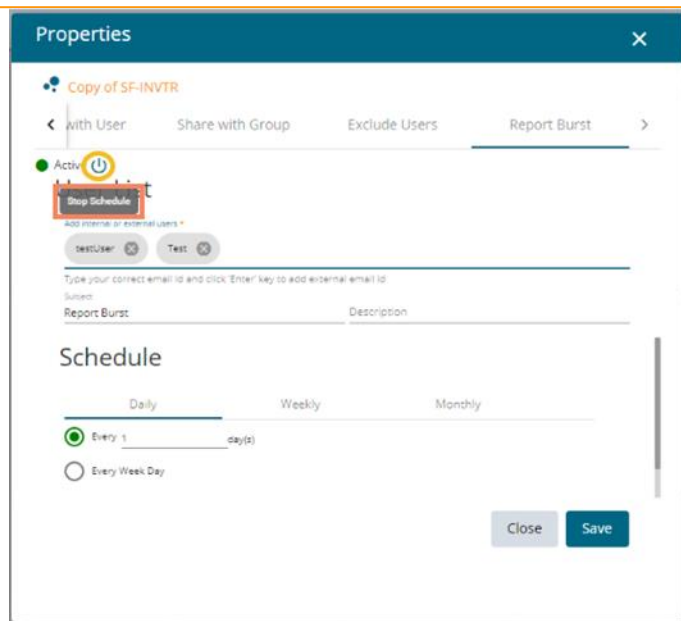 Properties
Copy of SF-INVTR
with User Share with Group Exclude Users Report Burst
Active
User List
Stop Schedule
Add internal or external users *
testUser Test
Type your correct email id and click 'Enter' key to add external email id
Subject
Report Burst Description
Schedule
Daily Weekly Monthly
Every 1 day(s)
Every Week Day
Close Save